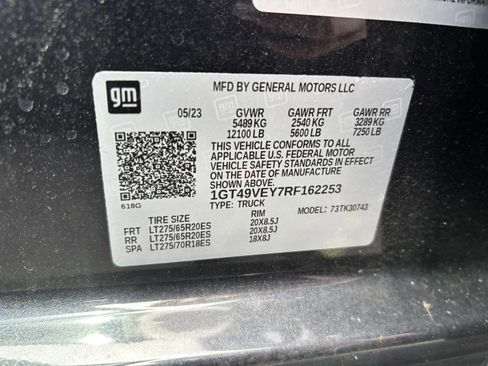 gm
MFD BY GENERAL MOTORS LLC
05/23 GVWR GAWR FRT GAWR RR
5489 KG 2540 KG 3289 KG
12100 LB 5600 LB 7250 LB
THIS VEHICLE CONFORMS TO ALL
APPLICABLE U.S. FEDERAL MOTOR
VEHICLE SAFETY STANDARDS IN EFFECT
ON THE DATE OF MANUFACTURE
SHOWN ABOVE.
1GT49VEY7RF162253
618G TYPE: TRUCK MODEL: 73TK30743
TIRE SIZE RIM
FRT LT275/65R20ES 20X8.5J
RR LT275/65R20ES 20X8.5J
SPA LT275/70R18ES 18X8J